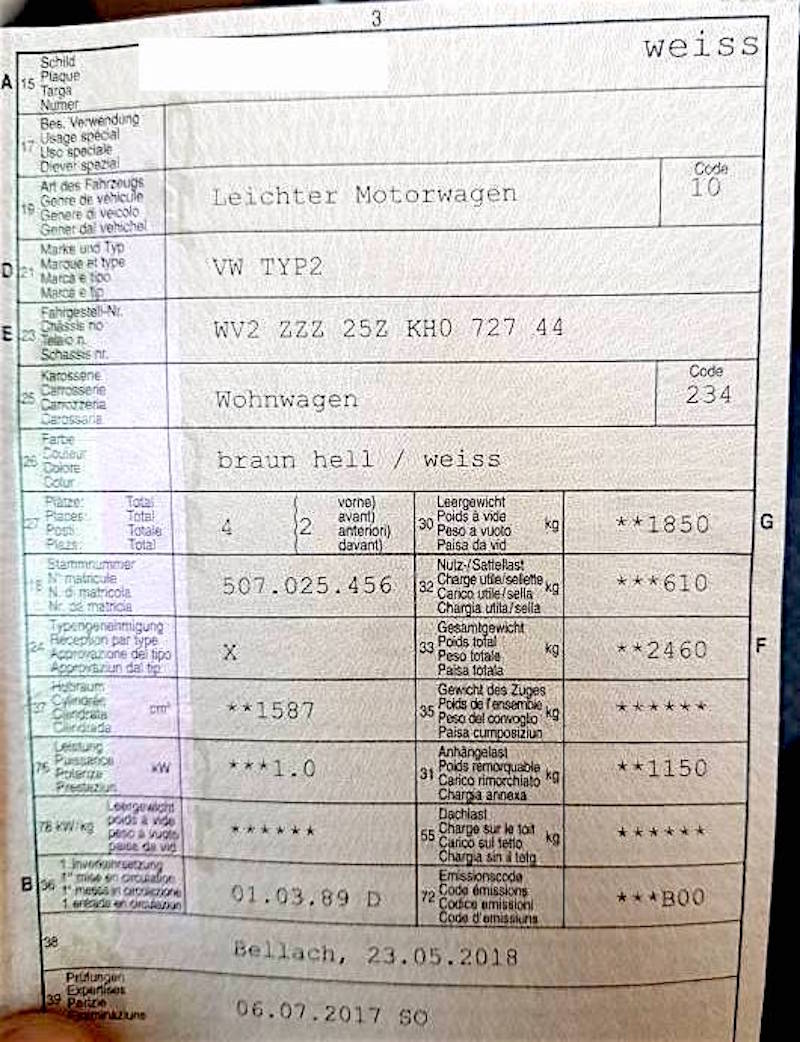 3
A 15 Schild
Plaque
Targa
Numer
weiss
17 Bes. Verwendung
Usage spécial
Uso speciale
Diever spezial
19 Art des Fahrzeugs
Genre de véhicule
Genere di veicolo
Gener dal vehichel
Leichter Motorwagen
Code
10
D 21 Marke und Typ
Marque et type
Marca e tipo
Marca e tip
VW TYP2
E 23 Fahrgestell-Nr.
Châssis no
Telaio n.
Schassis nr.
WV2 ZZZ 25Z KH0 727 44
25 Karosserie
Carrosserie
Carrozzeria
Carossaria
Wohnwagen
Code
234
26 Farbe
Couleur
Colore
Colur
braun hell / weiss
27 Plätze: Total
Places: Total
Posti: Totale
Plazs: Total
4 (2 vorne)
avant)
anteriori)
davant)
30 Leergewicht
Poids à vide
Peso a vuoto
Paisa da vid
kg
**1850
G
18 Stammnummer
N° matricule
N. di matricola
Nr. da matricla
507.025.456
32 Nutz-/Sattellast
Charge utile/sellette
Carico utile/sella
Chargia utila/sella
kg
***610
24 Typengenehmigung
Réception par type
Approvazione del tipo
Approvaziun dal tip
X
33 Gesamtgewicht
Poids total
Peso totale
Paisa totala
kg
**2460
F
37 Hubraum
Cylindrée
Cilindrata
Cilindrada
cm³
**1587
35 Gewicht des Zuges
Poids de l'ensemble
Peso del convoglio
Paisa cumposiziun
kg
******
76 Leistung
Puissance
Potenza
Prestaziun
kW
***1.0
31 Anhängelast
Poids remorquable
Carico rimorchiato
Chargia annexa
kg
**1150
78 kW/kg Leergewicht
poids à vide
peso a vuoto
paisa da vid
******
55 Dachlast
Charge sur le toit
Carico sul tetto
Chargia sin il tetg
kg
******
B 36 1. Inverkehrsetzung
1re mise en circulation
1a messa in circolazione
1. entrada en circulaziun
01.03.89 D
72 Emissionscode
Code émissions
Codice emissioni
Code d'emissiuns
***B00
38
Bellach, 23.05.2018
39 Prüfungen
Expertises
Perizie
Examinaziuns
06.07.2017 SO